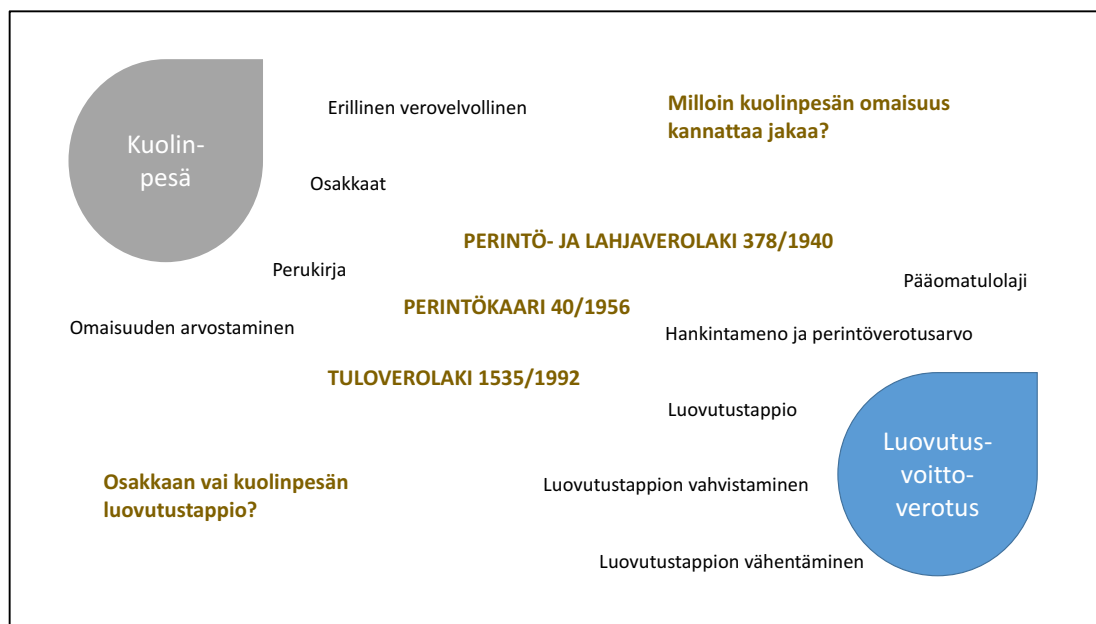 Erillinen verovelvollinen
Milloin kuolinpesän omaisuus
kannattaa jakaa?
Kuolin-
pesä
Osakkaat
PERINTÖ- JA LAHJAVEROLAKI 378/1940
Perukirja
Pääomatulolaji
PERINTÖKAARI 40/1956
Omaisuuden arvostaminen
Hankintameno ja perintöverotusarvo
TULOVEROLAKI 1535/1992
Luovutustappio
Luovutus-
voitto-
verotus
Osakkaan vai kuolinpesän
luovutustappio?
Luovutustappion vahvistaminen
Luovutustappion vähentäminen